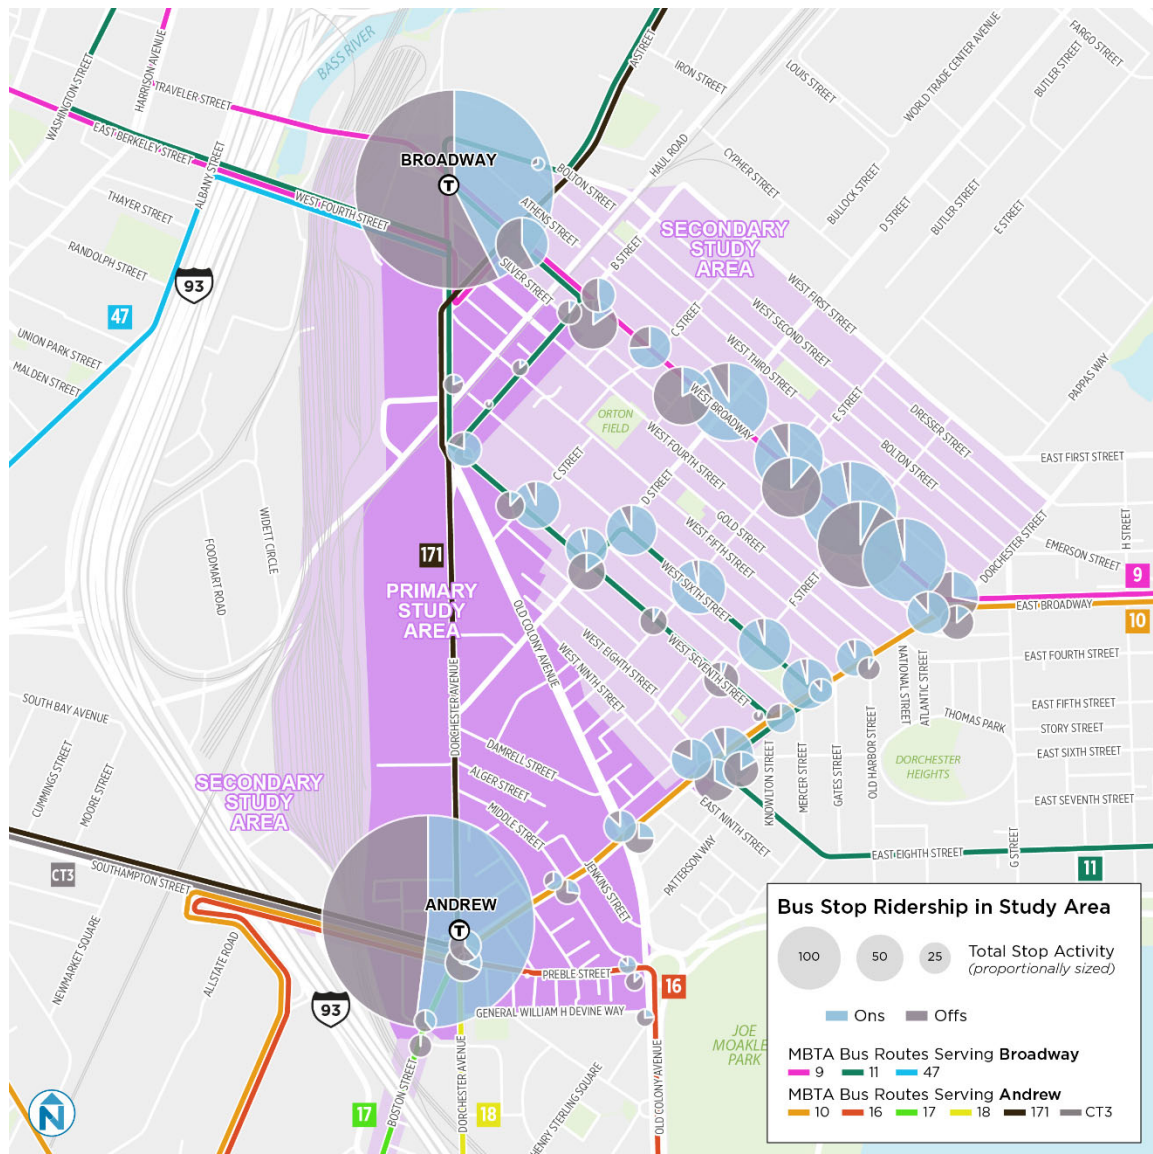 BASS RIVER
WASHINGTON STREET
HARRISON AVENUE
TRAVELER STREET
EAST BERKELEY STREET
ALBANY STREET
WEST FOURTH STREET
THAYER STREET
RANDOLPH STREET
UNION PARK STREET
MALDEN STREET
47
93
BROADWAY
T
A STREET
IRON STREET
LOUIS STREET
WORLD TRADE CENTER AVENUE
FARGO STREET
BUTLER STREET
HAUL ROAD
CYPHER STREET
BULLOCK STREET
D STREET
BUTLER STREET
E STREET
PAPPAS WAY
BOLTON STREET
ATHENS STREET
SILVER STREET
B STREET
SECONDARY
STUDY
AREA
WEST FIRST STREET
WEST SECOND STREET
WEST THIRD STREET
C STREET
WEST BROADWAY
E STREET
DRESSER STREET
BOLTON STREET
ORTON
FIELD
WEST FOURTH STREET
C STREET
D STREET
GOLD STREET
WEST FIFTH STREET
WEST SIXTH STREET
F STREET
WEST SEVENTH STREET
WEST EIGHTH STREET
WEST NINTH STREET
OLD COLONY AVENUE
DORCHESTER STREET
EAST FIRST STREET
H STREET
EMERSON STREET
9
EAST BROADWAY
10
EAST FOURTH STREET
NATIONAL STREET
ATLANTIC STREET
EAST FIFTH STREET
THOMAS PARK
STORY STREET
EAST SIXTH STREET
DORCHESTER
HEIGHTS
EAST SEVENTH STREET
G STREET
KNOWLTON STREET
MERCER STREET
GATES STREET
OLD HARBOR STREET
EAST EIGHTH STREET
11
EAST NINTH STREET
PATTERSON WAY
WIDETT CIRCLE
FOODMART ROAD
171
PRIMARY
STUDY
AREA
DORCHESTER AVENUE
DAMRELL STREET
ALGER STREET
MIDDLE STREET
JENKINS STREET
SOUTH BAY AVENUE
CUMMINGS STREET
MOORE STREET
SECONDARY
STUDY
AREA
CT3
SOUTHAMPTON STREET
ANDREW
T
NEWMARKET SQUARE
ALLSTATE ROAD
93
PREBLE STREET
16
GENERAL WILLIAM H DEVINE WAY
JOE
MOAKLE
PARK
OLD COLONY AVENUE
BOSTON STREET
DORCHESTER AVENUE
HENRY STERLING SQUARE
17
18
N
Bus Stop Ridership in Study Area
100 50 25 Total Stop Activity
(proportionally sized)
Ons Offs
MBTA Bus Routes Serving Broadway
9 11 47
MBTA Bus Routes Serving Andrew
10 16 17 18 171 CT3